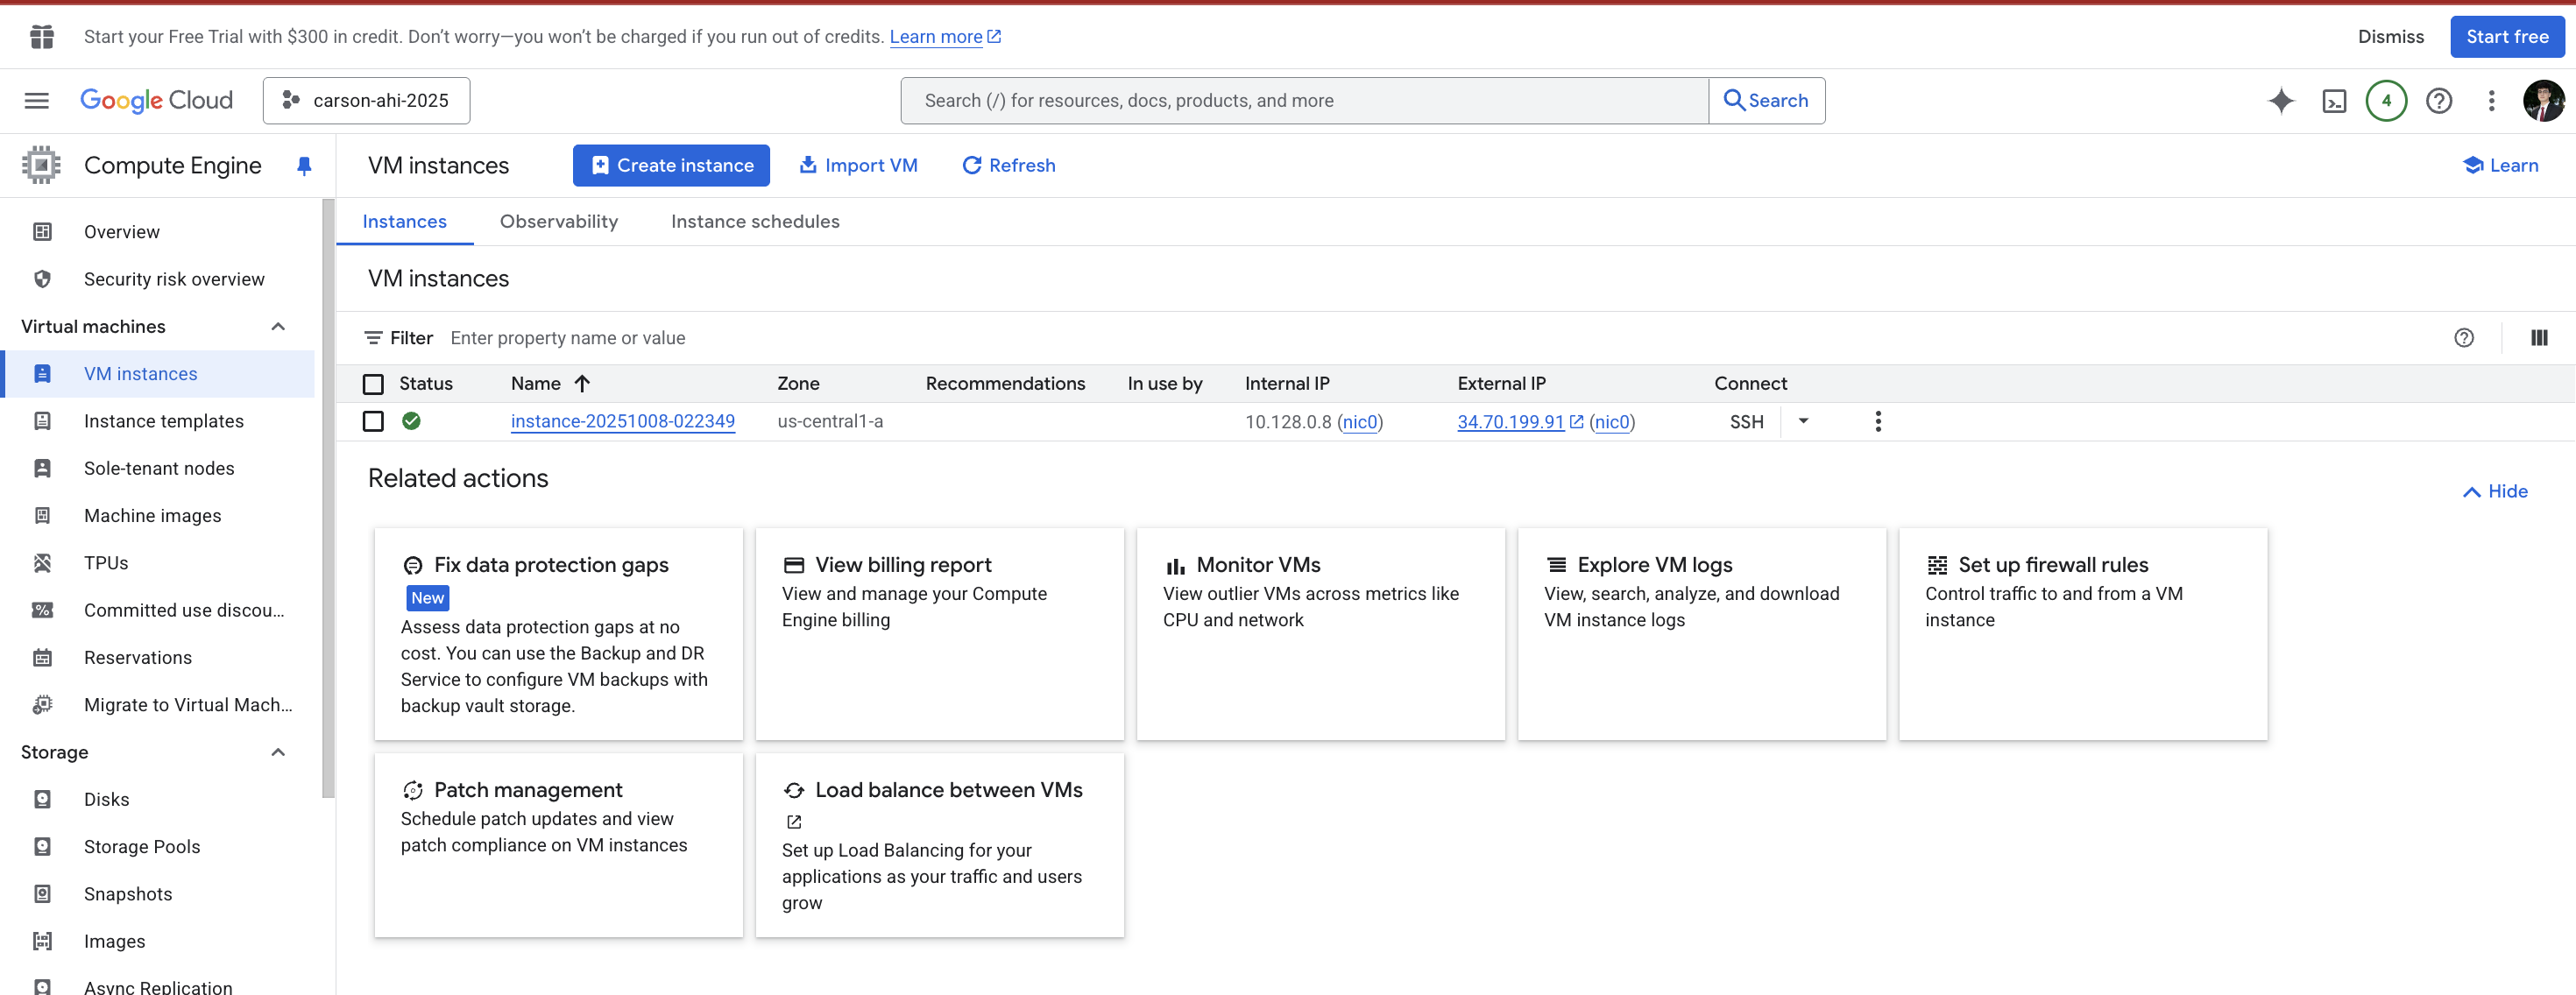 Start your Free Trial with $300 in credit. Don’t worry—you won’t be charged if you run out of credits. Learn more
Dismiss
Start free
Google Cloud
carson-ahi-2025
Search (/) for resources, docs, products, and more
Search
4
Compute Engine
VM instances
Create instance
Import VM
Refresh
Learn
Overview
Security risk overview
Virtual machines
VM instances
Instance templates
Sole-tenant nodes
Machine images
TPUs
Committed use discou...
Reservations
Migrate to Virtual Mach...
Storage
Disks
Storage Pools
Snapshots
Images
Async Replication
Instances
Observability
Instance schedules
VM instances
Filter Enter property name or value
Status Name Zone Recommendations In use by Internal IP External IP Connect
instance-20251008-022349 us-central1-a 10.128.0.8 (nic0) 34.70.199.91 (nic0) SSH
Related actions
Hide
Fix data protection gaps
New
Assess data protection gaps at no
cost. You can use the Backup and DR
Service to configure VM backups with
backup vault storage.
View billing report
View and manage your Compute
Engine billing
Monitor VMs
View outlier VMs across metrics like
CPU and network
Explore VM logs
View, search, analyze, and download
VM instance logs
Set up firewall rules
Control traffic to and from a VM
instance
Patch management
Schedule patch updates and view
patch compliance on VM instances
Load balance between VMs
Set up Load Balancing for your
applications as your traffic and users
grow